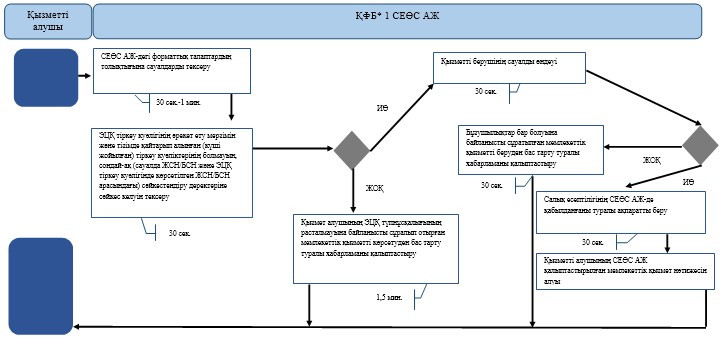 Қызметті
алушы
ҚФБ* 1 СЕӨС АЖ
СЕӨС АЖ-дегі форматтық талаптардың
толықтығына сауалдарды тексеру
30 сек.-1 мин.
ЭЦҚ тіркеу куәлігінің әрекет ету мерзімін
және тізімде қайтарып алынған (күші
жойылған) тіркеу куәліктерінің болмауын,
сондай-ақ (сауалда ЖСН/БСН және ЭЦҚ
тіркеу куәлігінде көрсетілген ЖСН/БСН
арасындағы) сәйкестендіру деректеріне
сәйкес келуін тексеру
30 сек.
ИӘ
ЖОҚ
Қызмет алушының ЭЦҚ түпнұсқалығының
расталмауына байланысты сұралып отырған
мемлекеттік қызметті көрсетуден бас тарту
туралы хабарламаны қалыптастыру
1,5 мин.
Қызметті берушінің сауалды өңдеуі
30 сек.
Бұзушылықтар бар болуына
байланысты сұратылған мемлекеттік
қызметті беруден бас тарту туралы
хабарламаны қалыптастыру
30 сек.
ЖОҚ
ИӘ
Салық есептілігінің СЕӨС АЖ-де
қабылданғаны туралы ақпаратты беру
30 сек.
Қызметті алушының СЕӨС АЖ
қалыптастырылған мемлекеттік қызмет нәтижесін
алуы